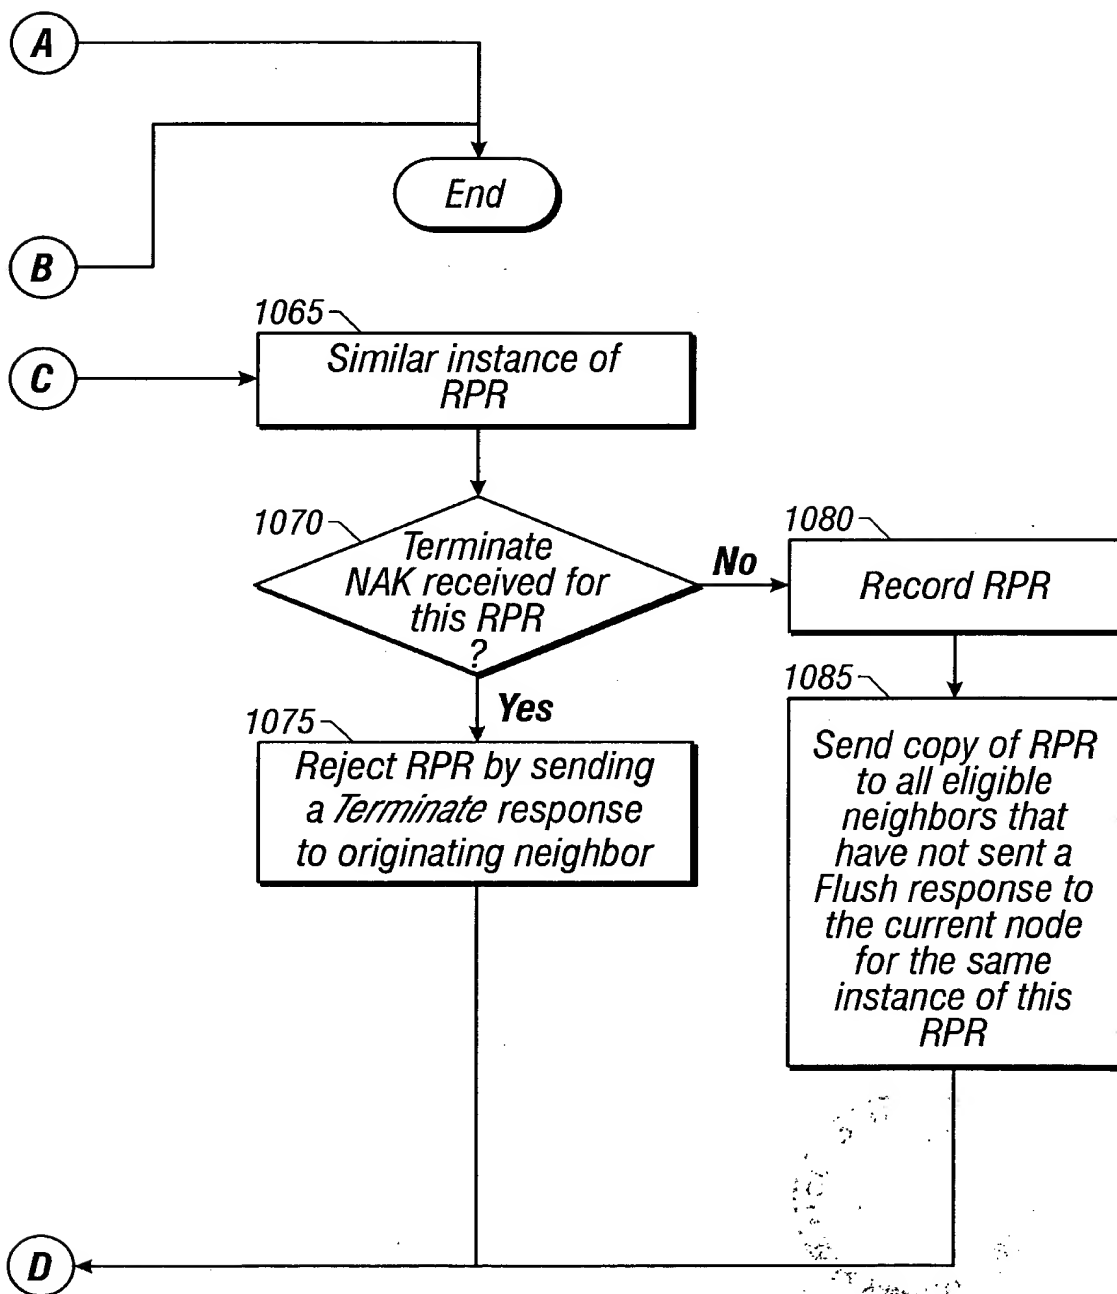 A
End
B
1065
Similar instance of
RPR
C
1070
Terminate
NAK received for
this RPR
?
No
1080
Record RPR
Yes
1075
Reject RPR by sending
a Terminate response
to originating neighbor
1085
Send copy of RPR
to all eligible
neighbors that
have not sent a
Flush response to
the current node
for the same
instance of this
RPR
D